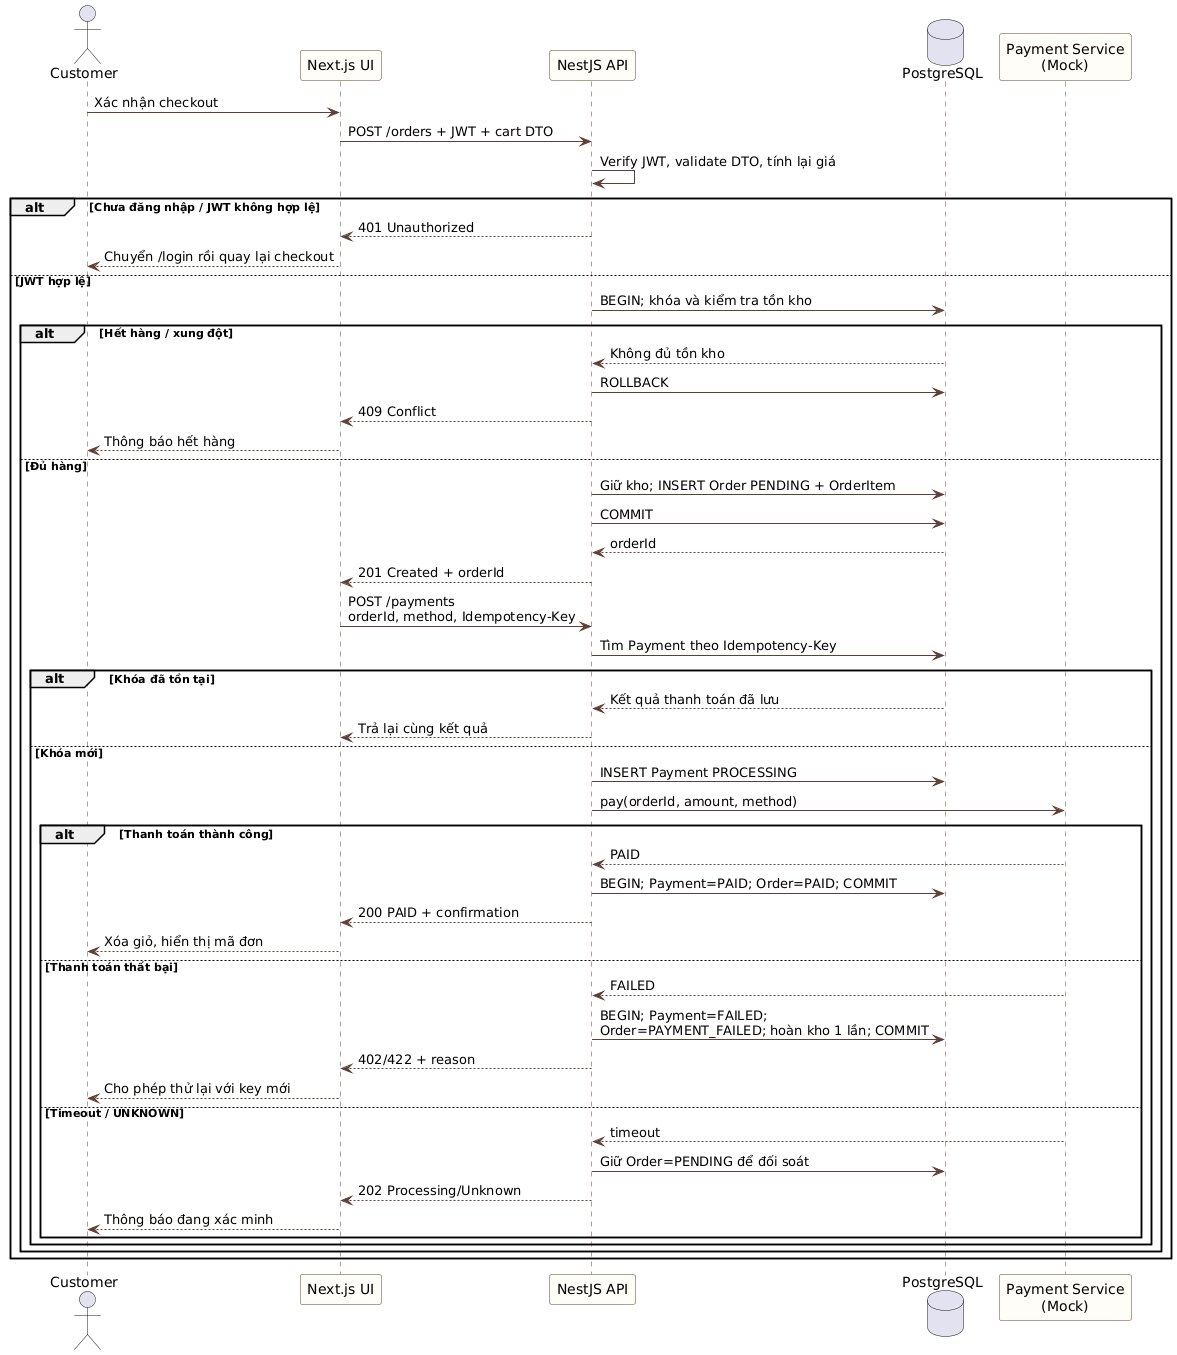 Customer
Next.js UI
NestJS API
PostgreSQL
Payment Service
(Mock)
Xác nhận checkout
POST /orders + JWT + cart DTO
Verify JWT, validate DTO, tính lại giá
alt
[Chưa đăng nhập / JWT không hợp lệ]
401 Unauthorized
Chuyển /login rồi quay lại checkout
[JWT hợp lệ]
BEGIN; khóa và kiểm tra tồn kho
alt
[Hết hàng / xung đột]
Không đủ tồn kho
ROLLBACK
409 Conflict
Thông báo hết hàng
[Đủ hàng]
Giữ kho; INSERT Order PENDING + OrderItem
COMMIT
orderId
201 Created + orderId
POST /payments
orderId, method, Idempotency-Key
Tìm Payment theo Idempotency-Key
alt
[Khóa đã tồn tại]
Kết quả thanh toán đã lưu
Trả lại cùng kết quả
[Khóa mới]
INSERT Payment PROCESSING
pay(orderId, amount, method)
alt
[Thanh toán thành công]
PAID
BEGIN; Payment=PAID; Order=PAID; COMMIT
200 PAID + confirmation
Xóa giỏ, hiển thị mã đơn
[Thanh toán thất bại]
FAILED
BEGIN; Payment=FAILED;
Order=PAYMENT_FAILED; hoàn kho 1 lần; COMMIT
402/422 + reason
Cho phép thử lại với key mới
[Timeout / UNKNOWN]
timeout
Giữ Order=PENDING để đối soát
202 Processing/Unknown
Thông báo đang xác minh
Customer
Next.js UI
NestJS API
PostgreSQL
Payment Service
(Mock)